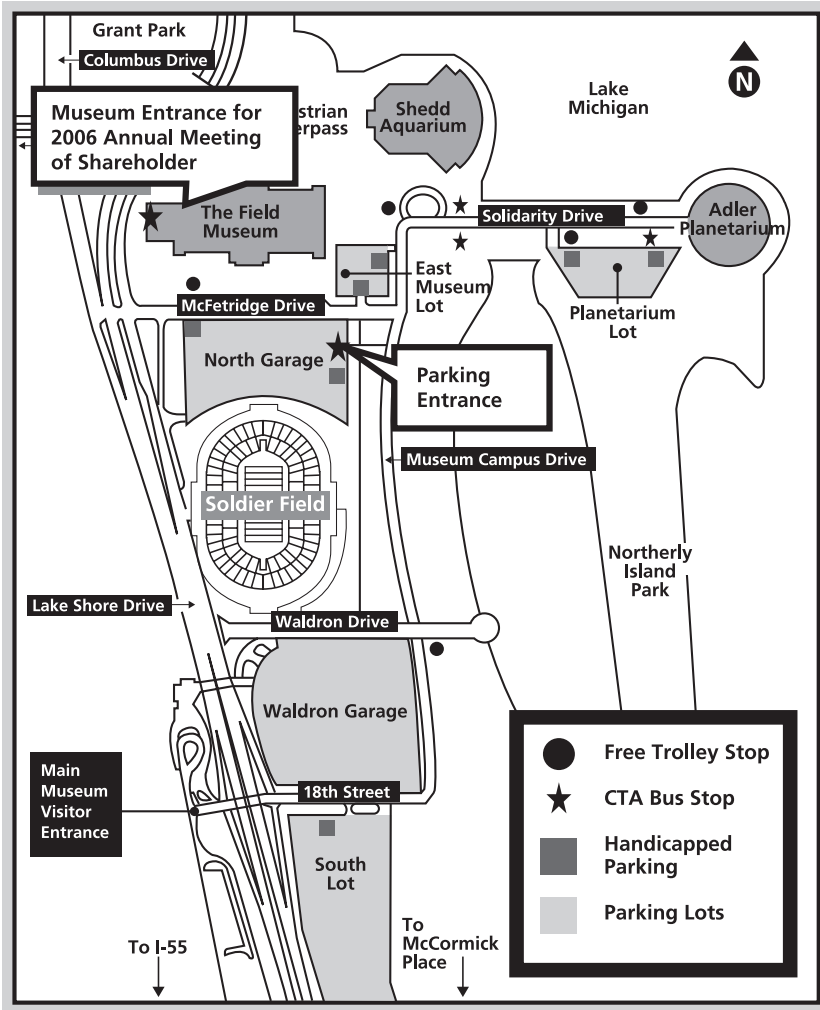 Grant Park
Columbus Drive
Museum Entrance for
2006 Annual Meeting
of Shareholder
Shedd
Aquarium
Lake
Michigan
N
The Field
Museum
Solidarity Drive
Adler
Planetarium
East
Museum
Lot
Planetarium
Lot
McFetridge Drive
North Garage
Parking
Entrance
Museum Campus Drive
Soldier Field
Northerly
Island
Park
Lake Shore Drive
Waldron Drive
Waldron Garage
Main
Museum
Visitor
Entrance
18th Street
South
Lot
To I-55
To
McCormick
Place
Free Trolley Stop
CTA Bus Stop
Handicapped
Parking
Parking Lots